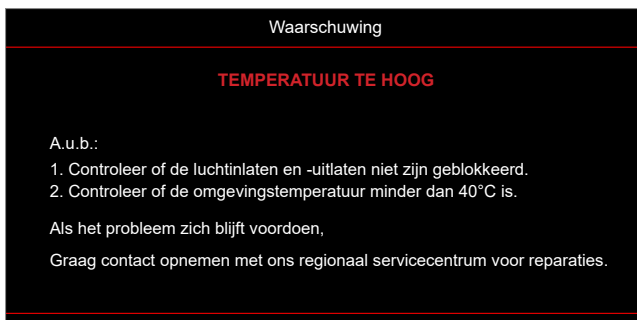 Waarschuwing
TEMPERATUUR TE HOOG
A.u.b.:
1. Controleer of de luchtinlaten en -uitlaten niet zijn geblokkeerd.
2. Controleer of de omgevingstemperatuur minder dan 40°C is.
Als het probleem zich blijft voordoen,
Graag contact opnemen met ons regionaal servicecentrum voor reparaties.